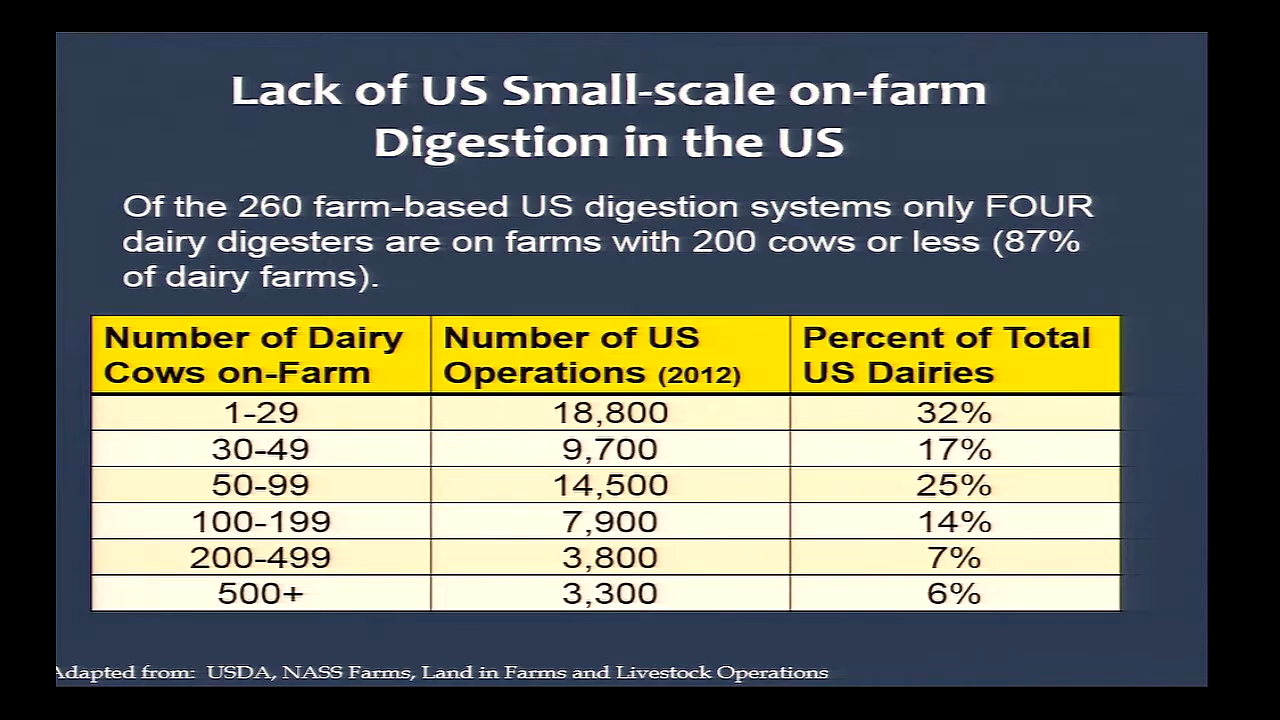 Lack of US Small-scale on-farm
Digestion in the US
Of the 260 farm-based US digestion systems only FOUR
dairy digesters are on farms with 200 cows or less (87%
of dairy farms).
Number of Dairy Cows on-Farm Number of US Operations (2012) Percent of Total US Dairies
1-29 18,800 32%
30-49 9,700 17%
50-99 14,500 25%
100-199 7,900 14%
200-499 3,800 7%
500+ 3,300 6%
Adapted from: USDA, NASS Farms, Land in Farms and Livestock Operations